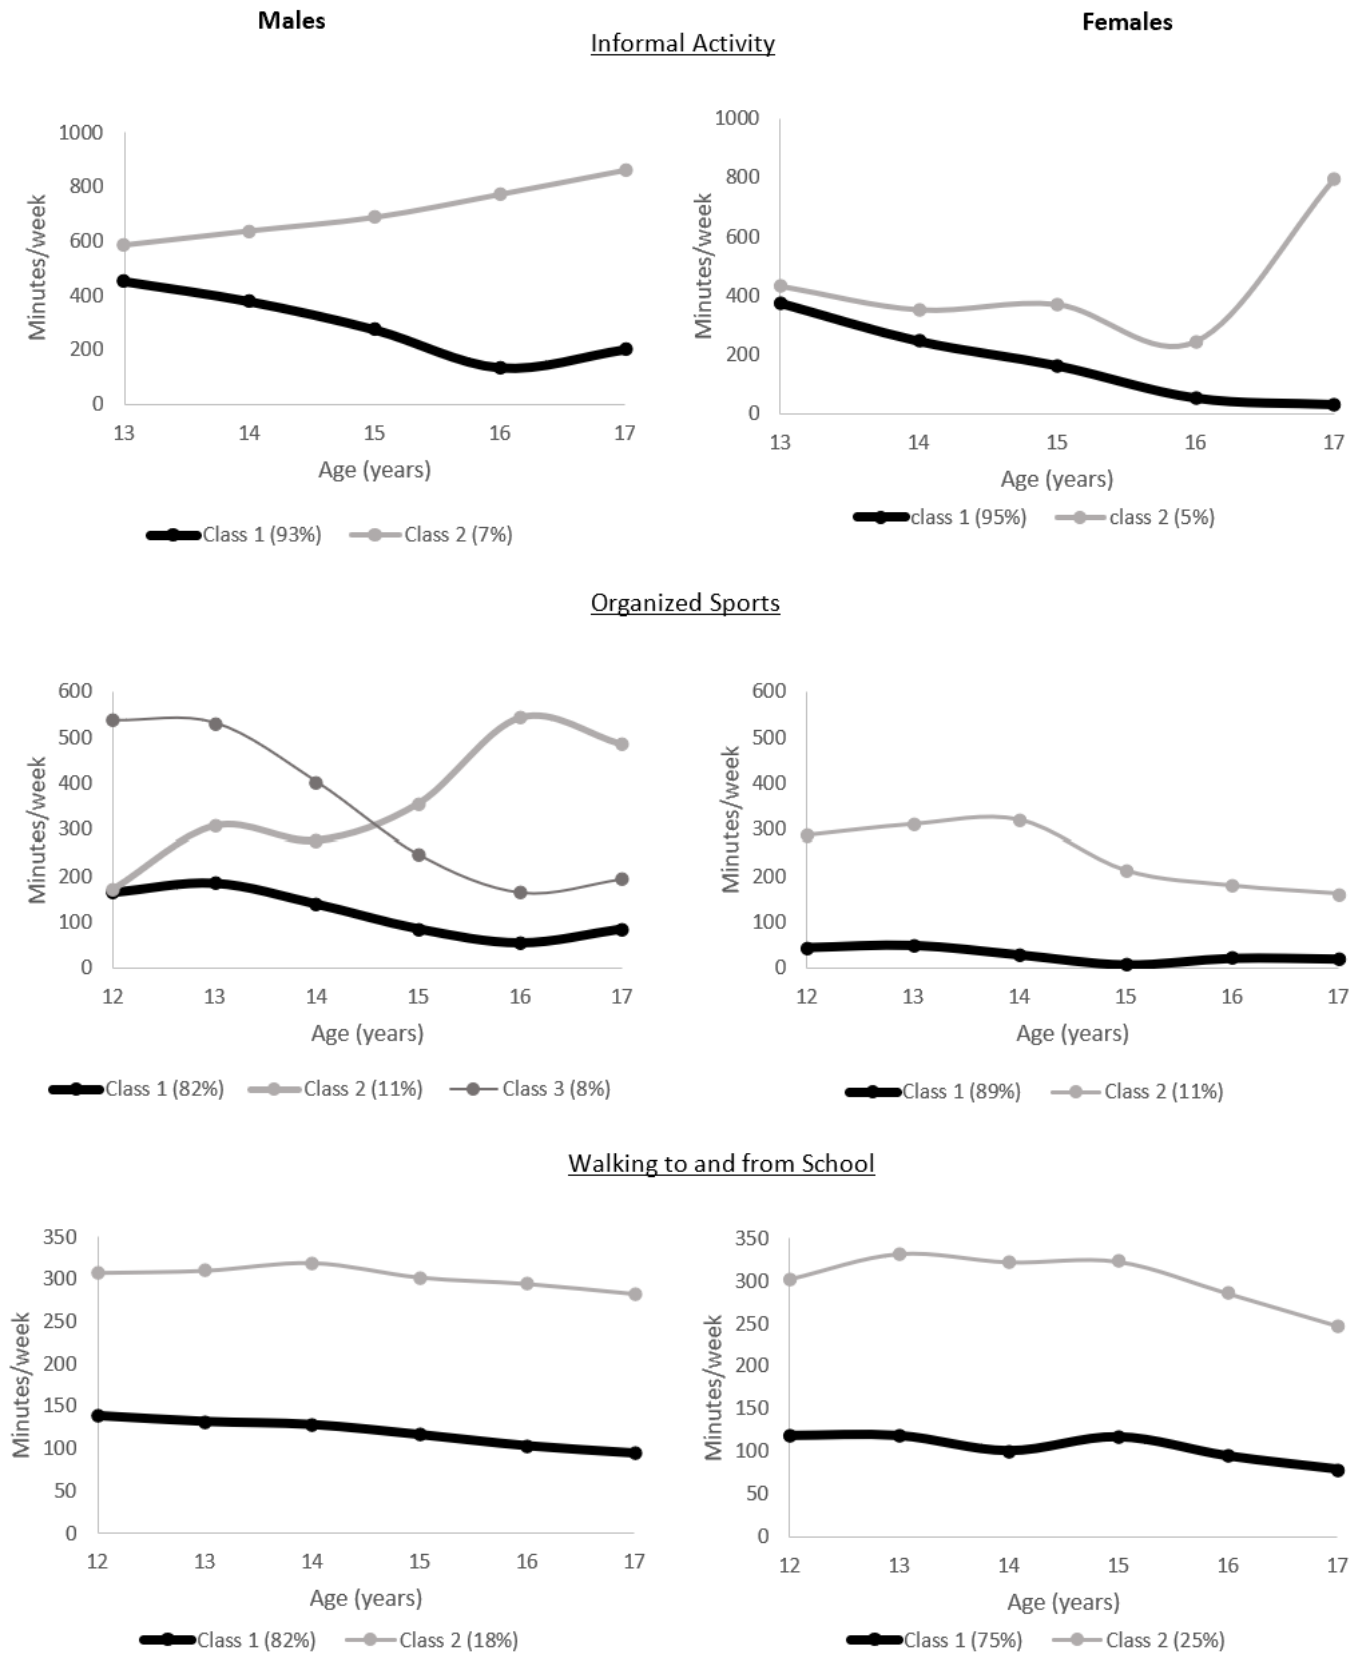 Males
Females
Informal Activity
1000
800
600
400
200
0
Minutes/week
13 14 15 16 17
Age (years)
Class 1 (93%) Class 2 (7%)
1000
800
600
400
200
0
Minutes/week
13 14 15 16 17
Age (years)
class 1 (95%) class 2 (5%)
Organized Sports
600
500
400
300
200
100
0
Minutes/week
12 13 14 15 16 17
Age (years)
Class 1 (82%) Class 2 (11%) Class 3 (8%)
600
500
400
300
200
100
0
Minutes/week
12 13 14 15 16 17
Age (years)
Class 1 (89%) Class 2 (11%)
Walking to and from School
350
300
250
200
150
100
50
0
Minutes/week
12 13 14 15 16 17
Age (years)
Class 1 (82%) Class 2 (18%)
350
300
250
200
150
100
50
0
Minutes/week
12 13 14 15 16 17
Age (years)
Class 1 (75%) Class 2 (25%)